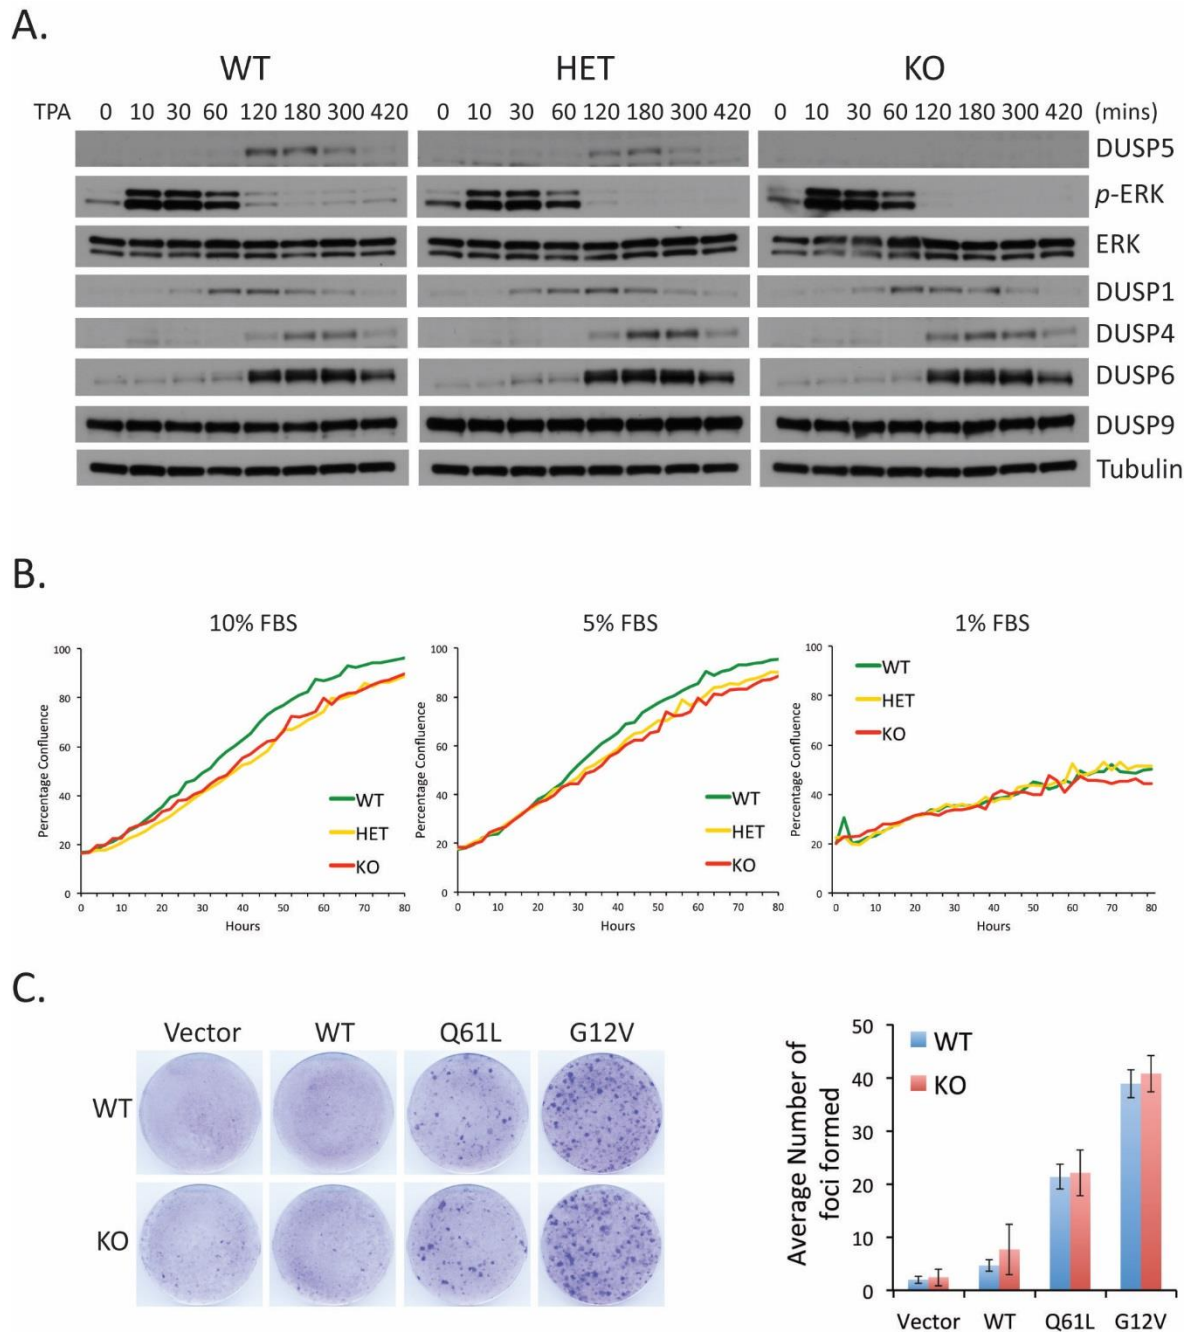 A.
WT HET KO
TPA 0 10 30 60 120 180 300 420 0 10 30 60 120 180 300 420 0 10 30 60 120 180 300 420 (mins)
DUSP5
p-ERK
ERK
DUSP1
DUSP4
DUSP6
DUSP9
Tubulin
B.
10% FBS
Percentage Confluence
100
80
60
40
20
0
WT
HET
KO
0 10 20 30 40 50 60 70 80
Hours
5% FBS
Percentage Confluence
100
80
60
40
20
0
WT
HET
KO
0 10 20 30 40 50 60 70 80
Hours
1% FBS
Percentage Confluence
100
80
60
40
20
0
WT
HET
KO
0 10 20 30 40 50 60 70 80
Hours
C.
Vector WT Q61L G12V
WT
KO
Average Number of
foci formed
50
40
30
20
10
0
WT
KO
Vector WT Q61L G12V